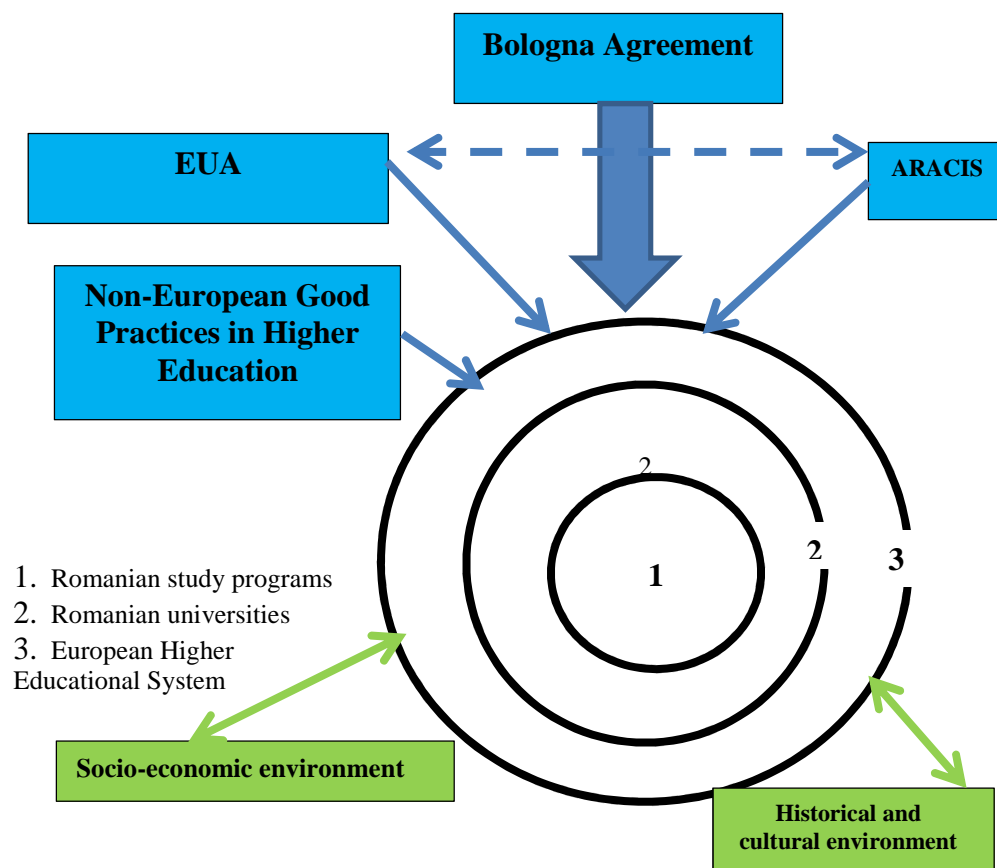 Bologna Agreement
EUA
ARACIS
Non-European Good
Practices in Higher
Education
2
1
2
3
1. Romanian study programs
2. Romanian universities
3. European Higher
Educational System
Socio-economic environment
Historical and
cultural environment